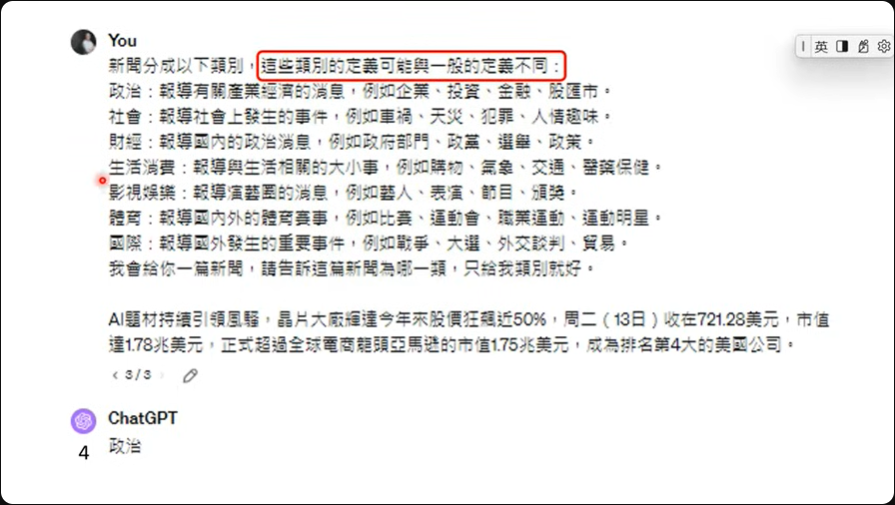 You
新聞分成以下類別，這些類別的定義可能與一般的定義不同：
政治：報導有關產業經濟的消息，例如企業、投資、金融、股匯市。
社會：報導社會上發生的事件，例如車禍、天災、犯罪、人情趣味。
財經：報導國內的政治消息，例如政府部門、政黨、選舉、政策。
生活消費：報導與生活相關的大小事，例如購物、氣象、交通、醫藥保健。
影視娛樂：報導演藝圈的消息，例如藝人、表演、節目、頒獎。
體育：報導國內外的體育賽事，例如比賽、運動會、職業運動、運動明星。
國際：報導國外發生的重要事件，例如戰爭、大選、外交談判、貿易。
我會給你一篇新聞，請告訴這篇新聞為哪一類，只給我類別就好。
AI題材持續引領風騷，晶片大廠輝達今年來股價狂飆近50%，周二（13日）收在721.28美元，市值
達1.78兆美元，正式超過全球電商龍頭亞馬遜的市值1.75兆美元，成為排名第4大的美國公司。
< 3/3 >
ChatGPT
政治
4
英